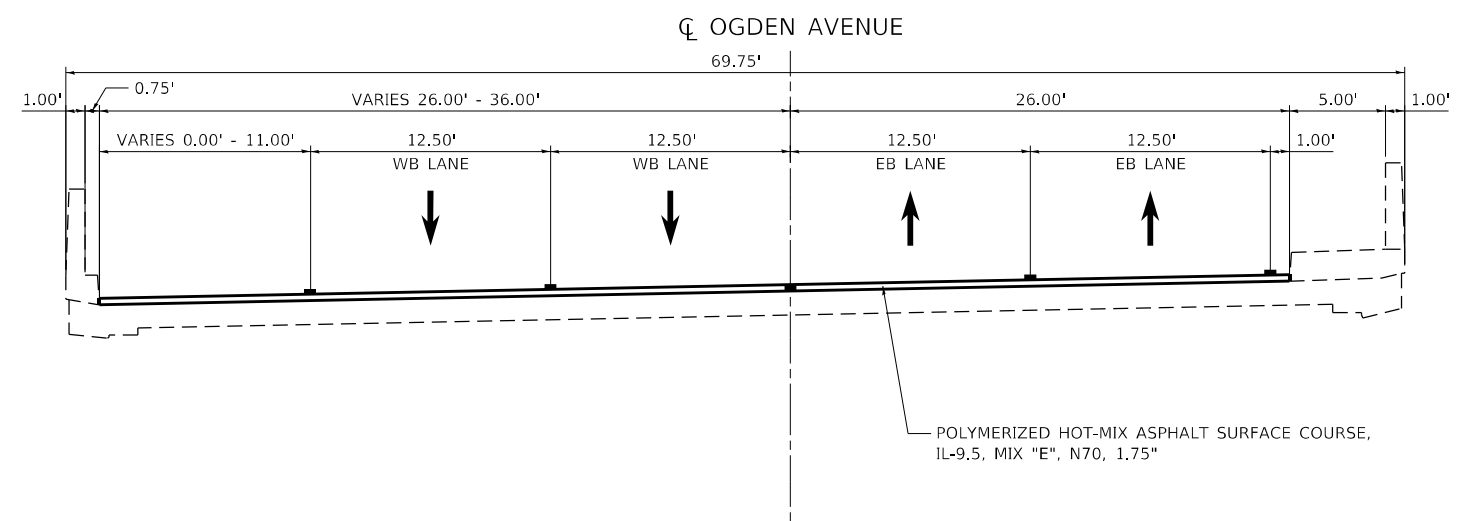 ℄ OGDEN AVENUE
69.75'
0.75'
1.00'
VARIES 26.00' - 36.00'
26.00'
5.00'
1.00'
VARIES 0.00' - 11.00'
12.50'
12.50'
12.50'
12.50'
1.00'
WB LANE
WB LANE
EB LANE
EB LANE
POLYMERIZED HOT-MIX ASPHALT SURFACE COURSE,
IL-9.5, MIX "E", N70, 1.75"